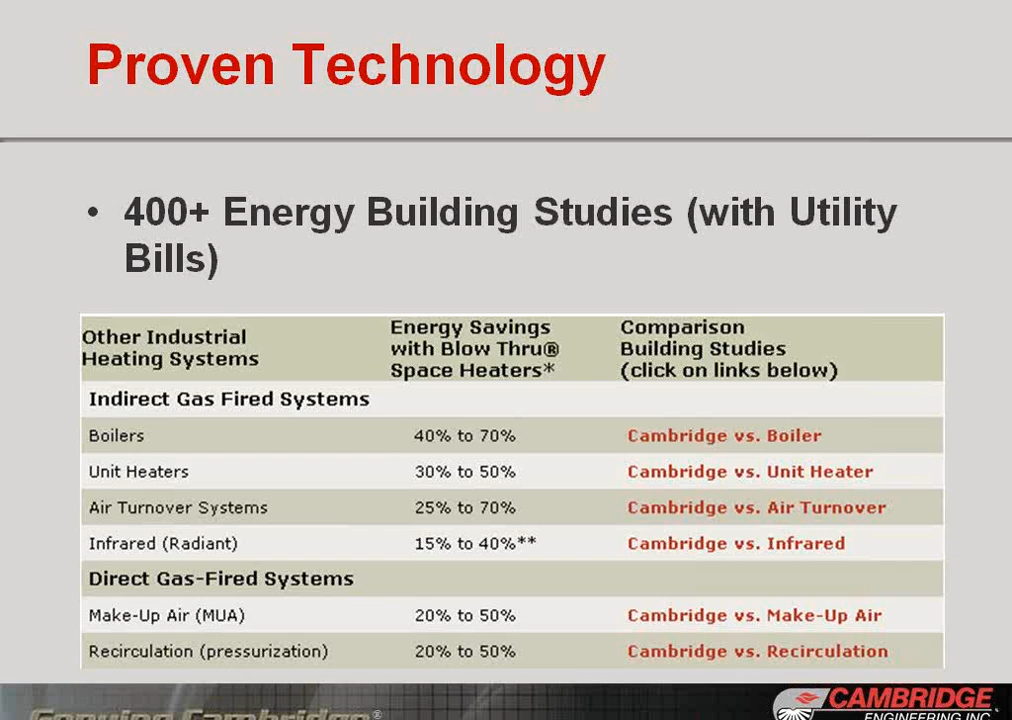 Proven Technology
• 400+ Energy Building Studies (with Utility
Bills)
Other Industrial
Heating Systems
Energy Savings
with Blow Thru®
Space Heaters*
Comparison
Building Studies
(click on links below)
Indirect Gas Fired Systems
Boilers 40% to 70% Cambridge vs. Boiler
Unit Heaters 30% to 50% Cambridge vs. Unit Heater
Air Turnover Systems 25% to 70% Cambridge vs. Air Turnover
Infrared (Radiant) 15% to 40%** Cambridge vs. Infrared
Direct Gas-Fired Systems
Make-Up Air (MUA) 20% to 50% Cambridge vs. Make-Up Air
Recirculation (pressurization) 20% to 50% Cambridge vs. Recirculation
Cambridge®
CAMBRIDGE
ENGINEERING INC.